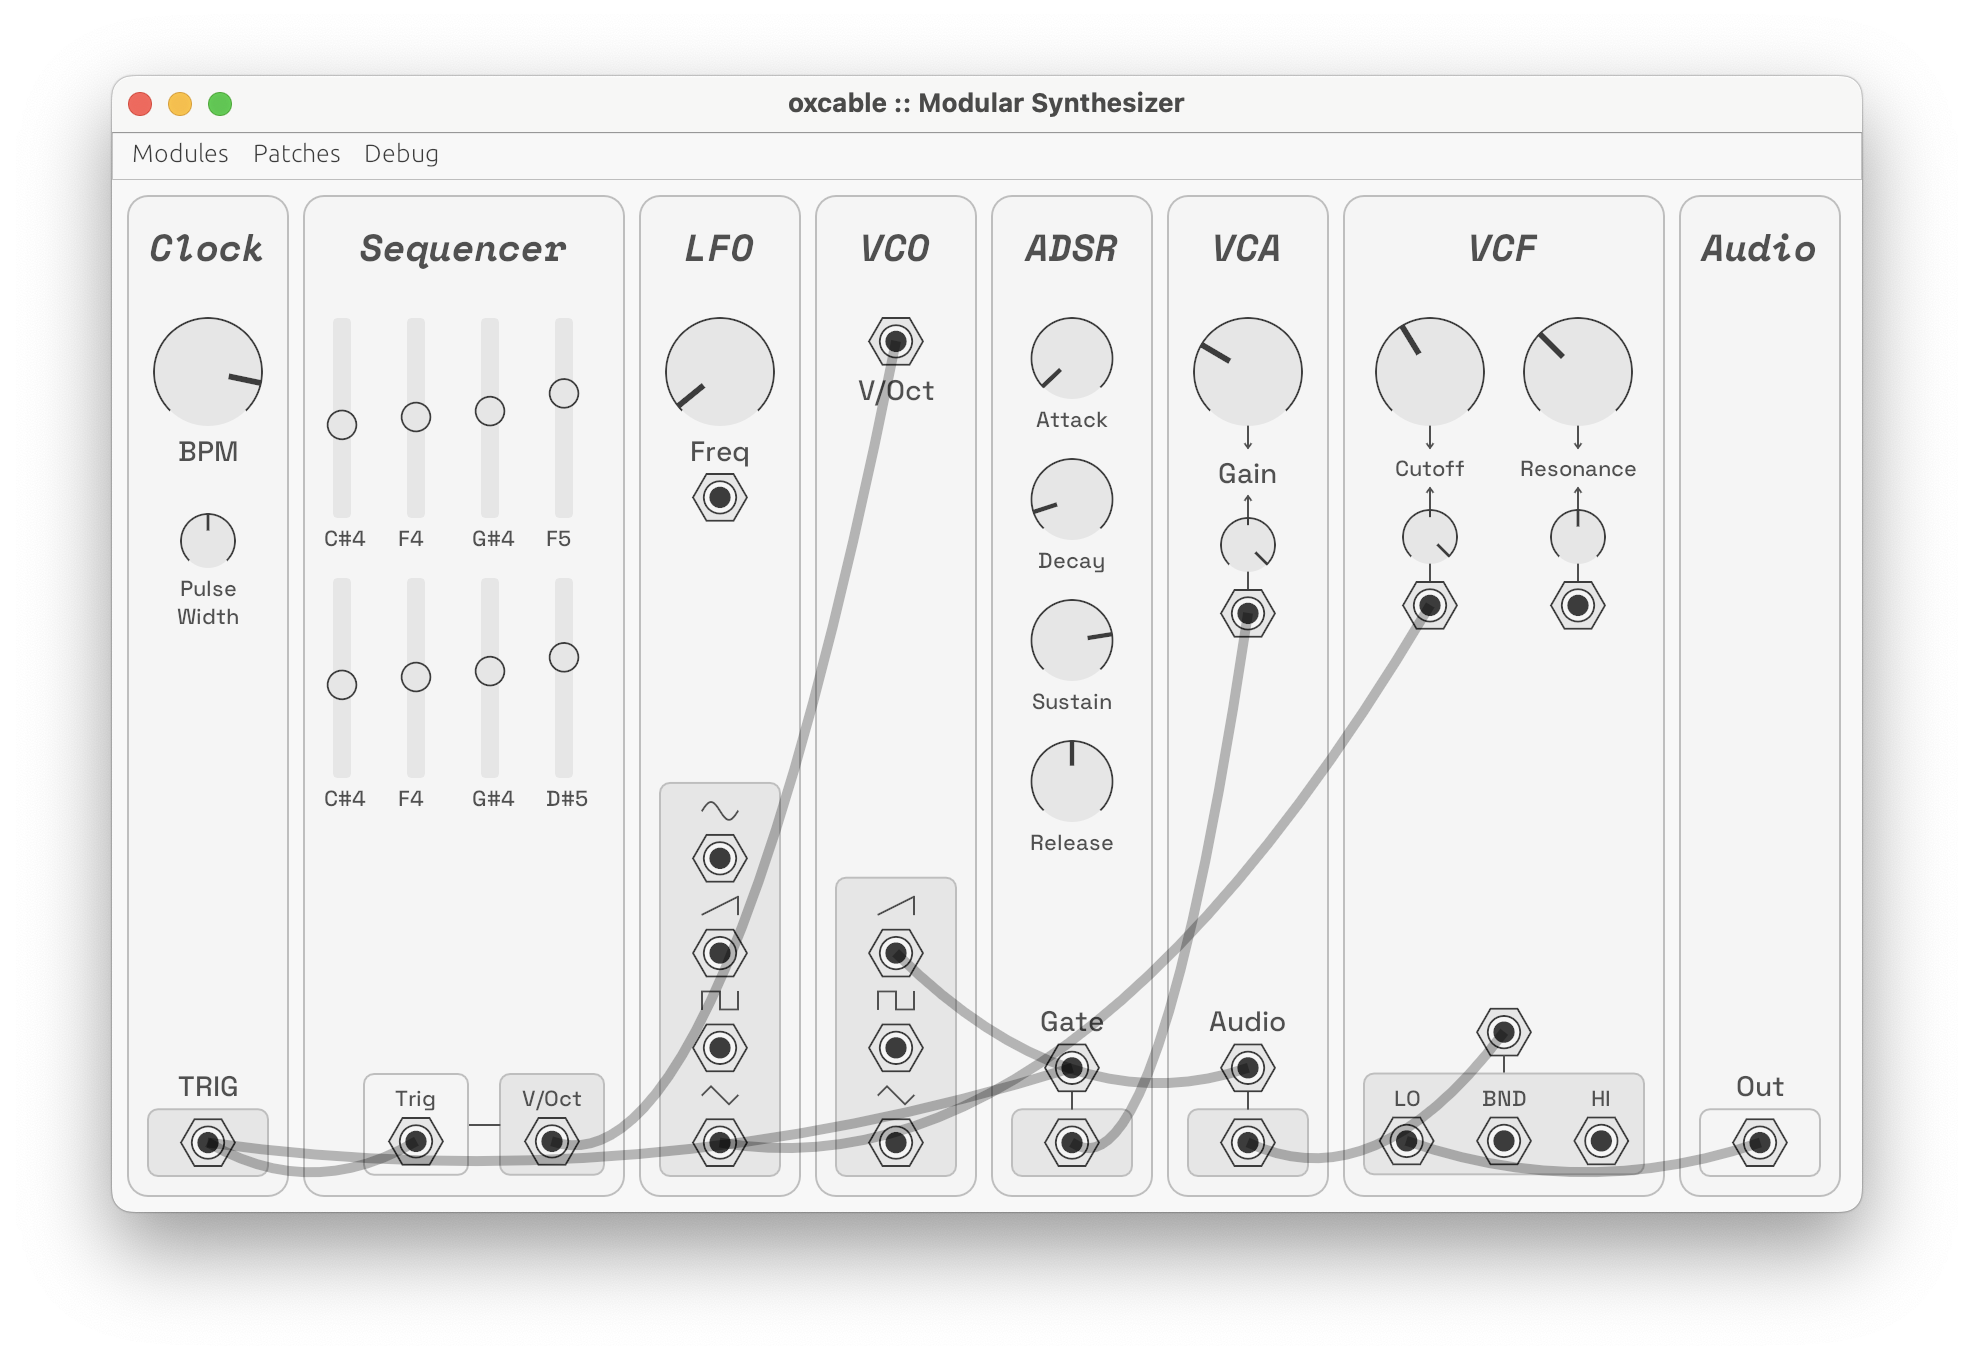 oxcable :: Modular Synthesizer
Modules Patches Debug
Clock
BPM
Pulse
Width
TRIG
Sequencer
C#4 F4 G#4 F5
C#4 F4 G#4 D#5
Trig V/Oct
LFO
Freq
VCO
V/Oct
ADSR
Attack
Decay
Sustain
Release
Gate
VCA
Gain
Audio
VCF
Cutoff Resonance
LO BND HI
Audio
Out